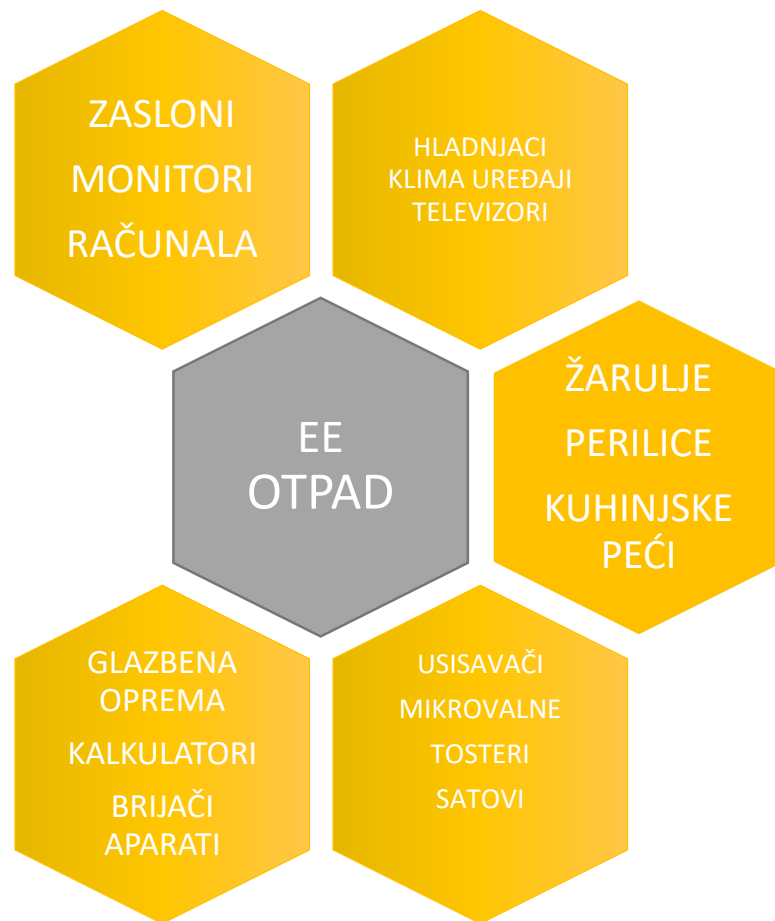 ZASLONI
MONITORI
RAČUNALA
HLADNJACI
KLIMA UREĐAJI
TELEVIZORI
EE
OTPAD
ŽARULJE
PERILICE
KUHINJSKE
PEĆI
GLAZBENA
OPREMA
KALKULATORI
BRIJAČI
APARATI
USISAVAČI
MIKROVALNE
TOSTERI
SATOVI